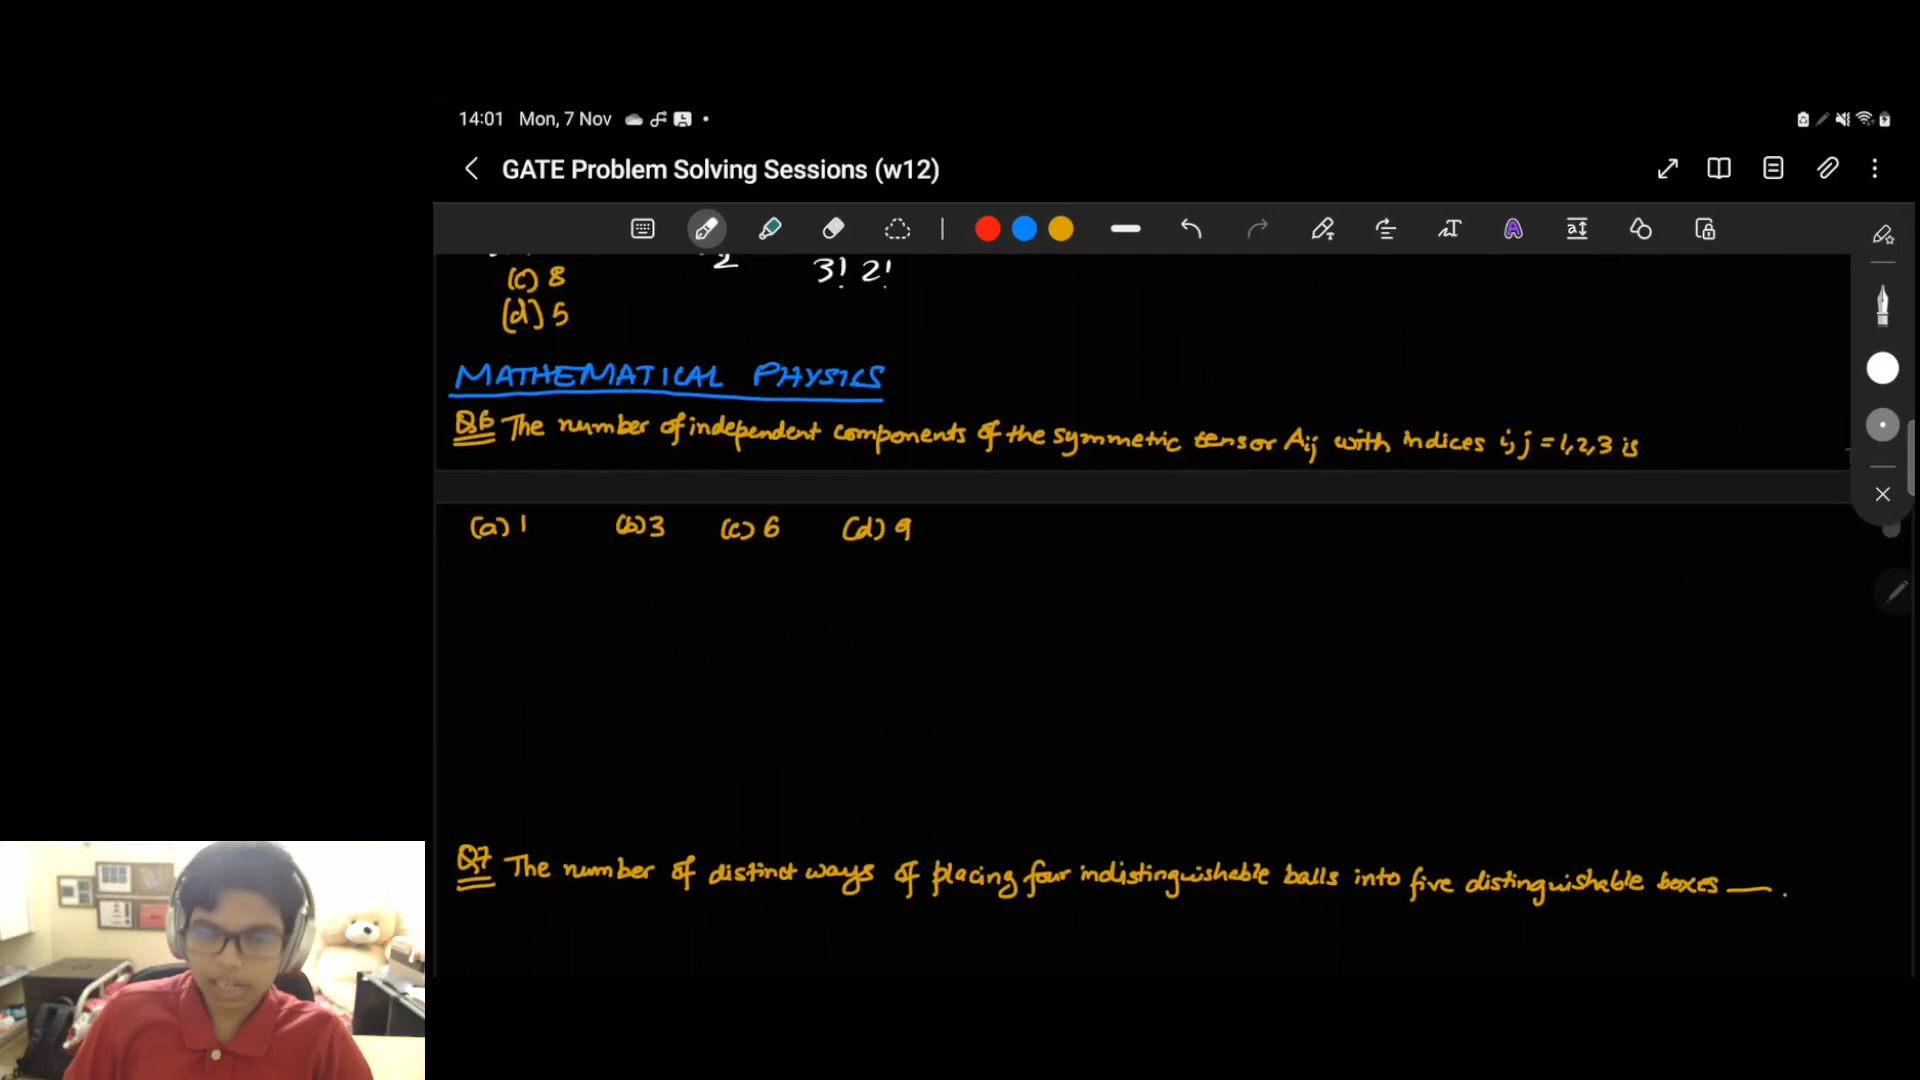 14:01 Mon, 7 Nov
GATE Problem Solving Sessions (w12)
2 3! 2!
(c) 8
(d) 5
MATHEMATICAL PHYSICS
Q6 The number of independent components of the symmetric tensor Aij with indices i,j = 1,2,3 is
(a) 1 (b) 3 (c) 6 (d) 9
Q7 The number of distinct ways of placing four indistinguishable balls into five distinguishable boxes __.